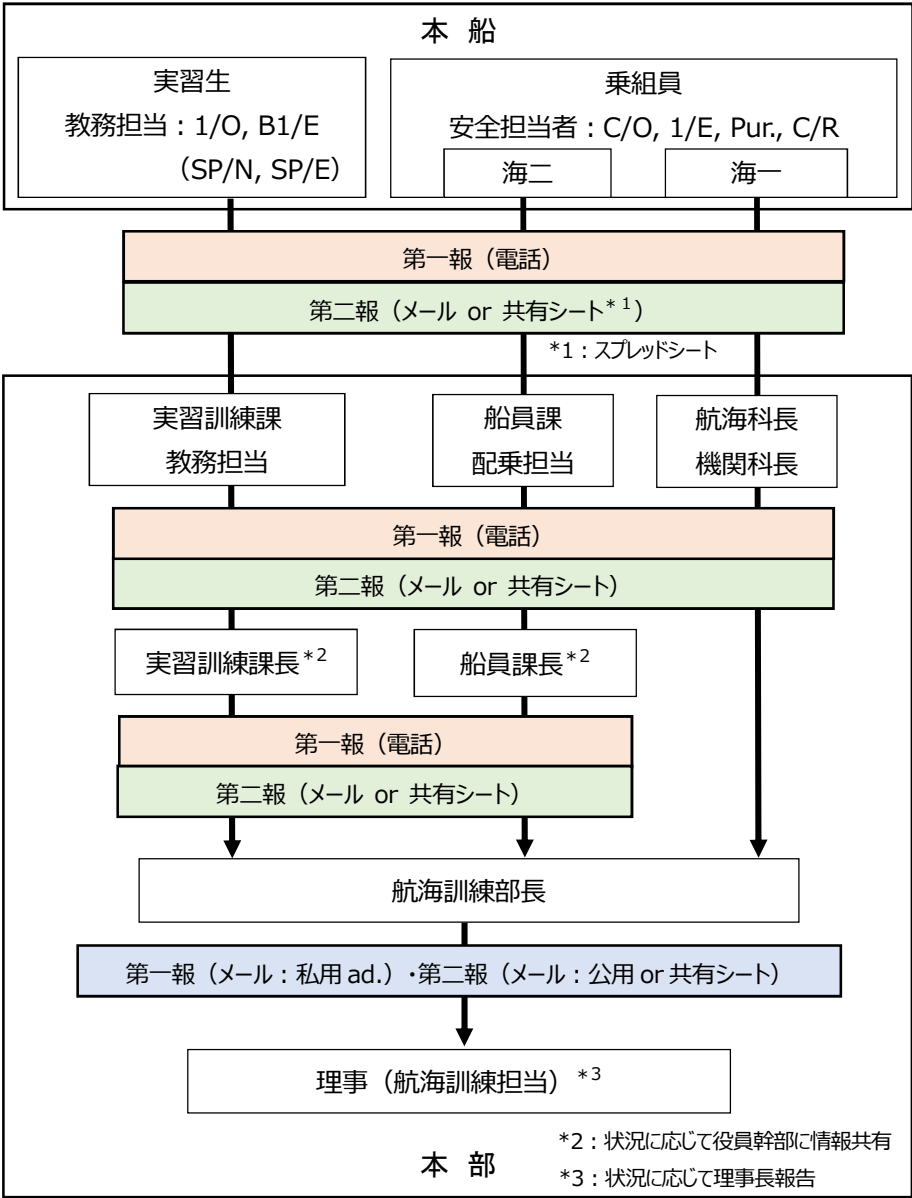 本 船
実習生
教務担当：1/O, B1/E
（SP/N, SP/E）
乗組員
安全担当者：C/O, 1/E, Pur., C/R
海二
海一
第一報（電話）
第二報（メール or 共有シート*1）
*1：スプレッドシート
実習訓練課
教務担当
船員課
配乗担当
航海科長
機関科長
第一報（電話）
第二報（メール or 共有シート）
実習訓練課長*2
船員課長*2
第一報（電話）
第二報（メール or 共有シート）
航海訓練部長
第一報（メール：私用 ad.）・第二報（メール：公用 or 共有シート）
理事（航海訓練担当）*3
*2：状況に応じて役員幹部に情報共有
*3：状況に応じて理事長報告
本 部